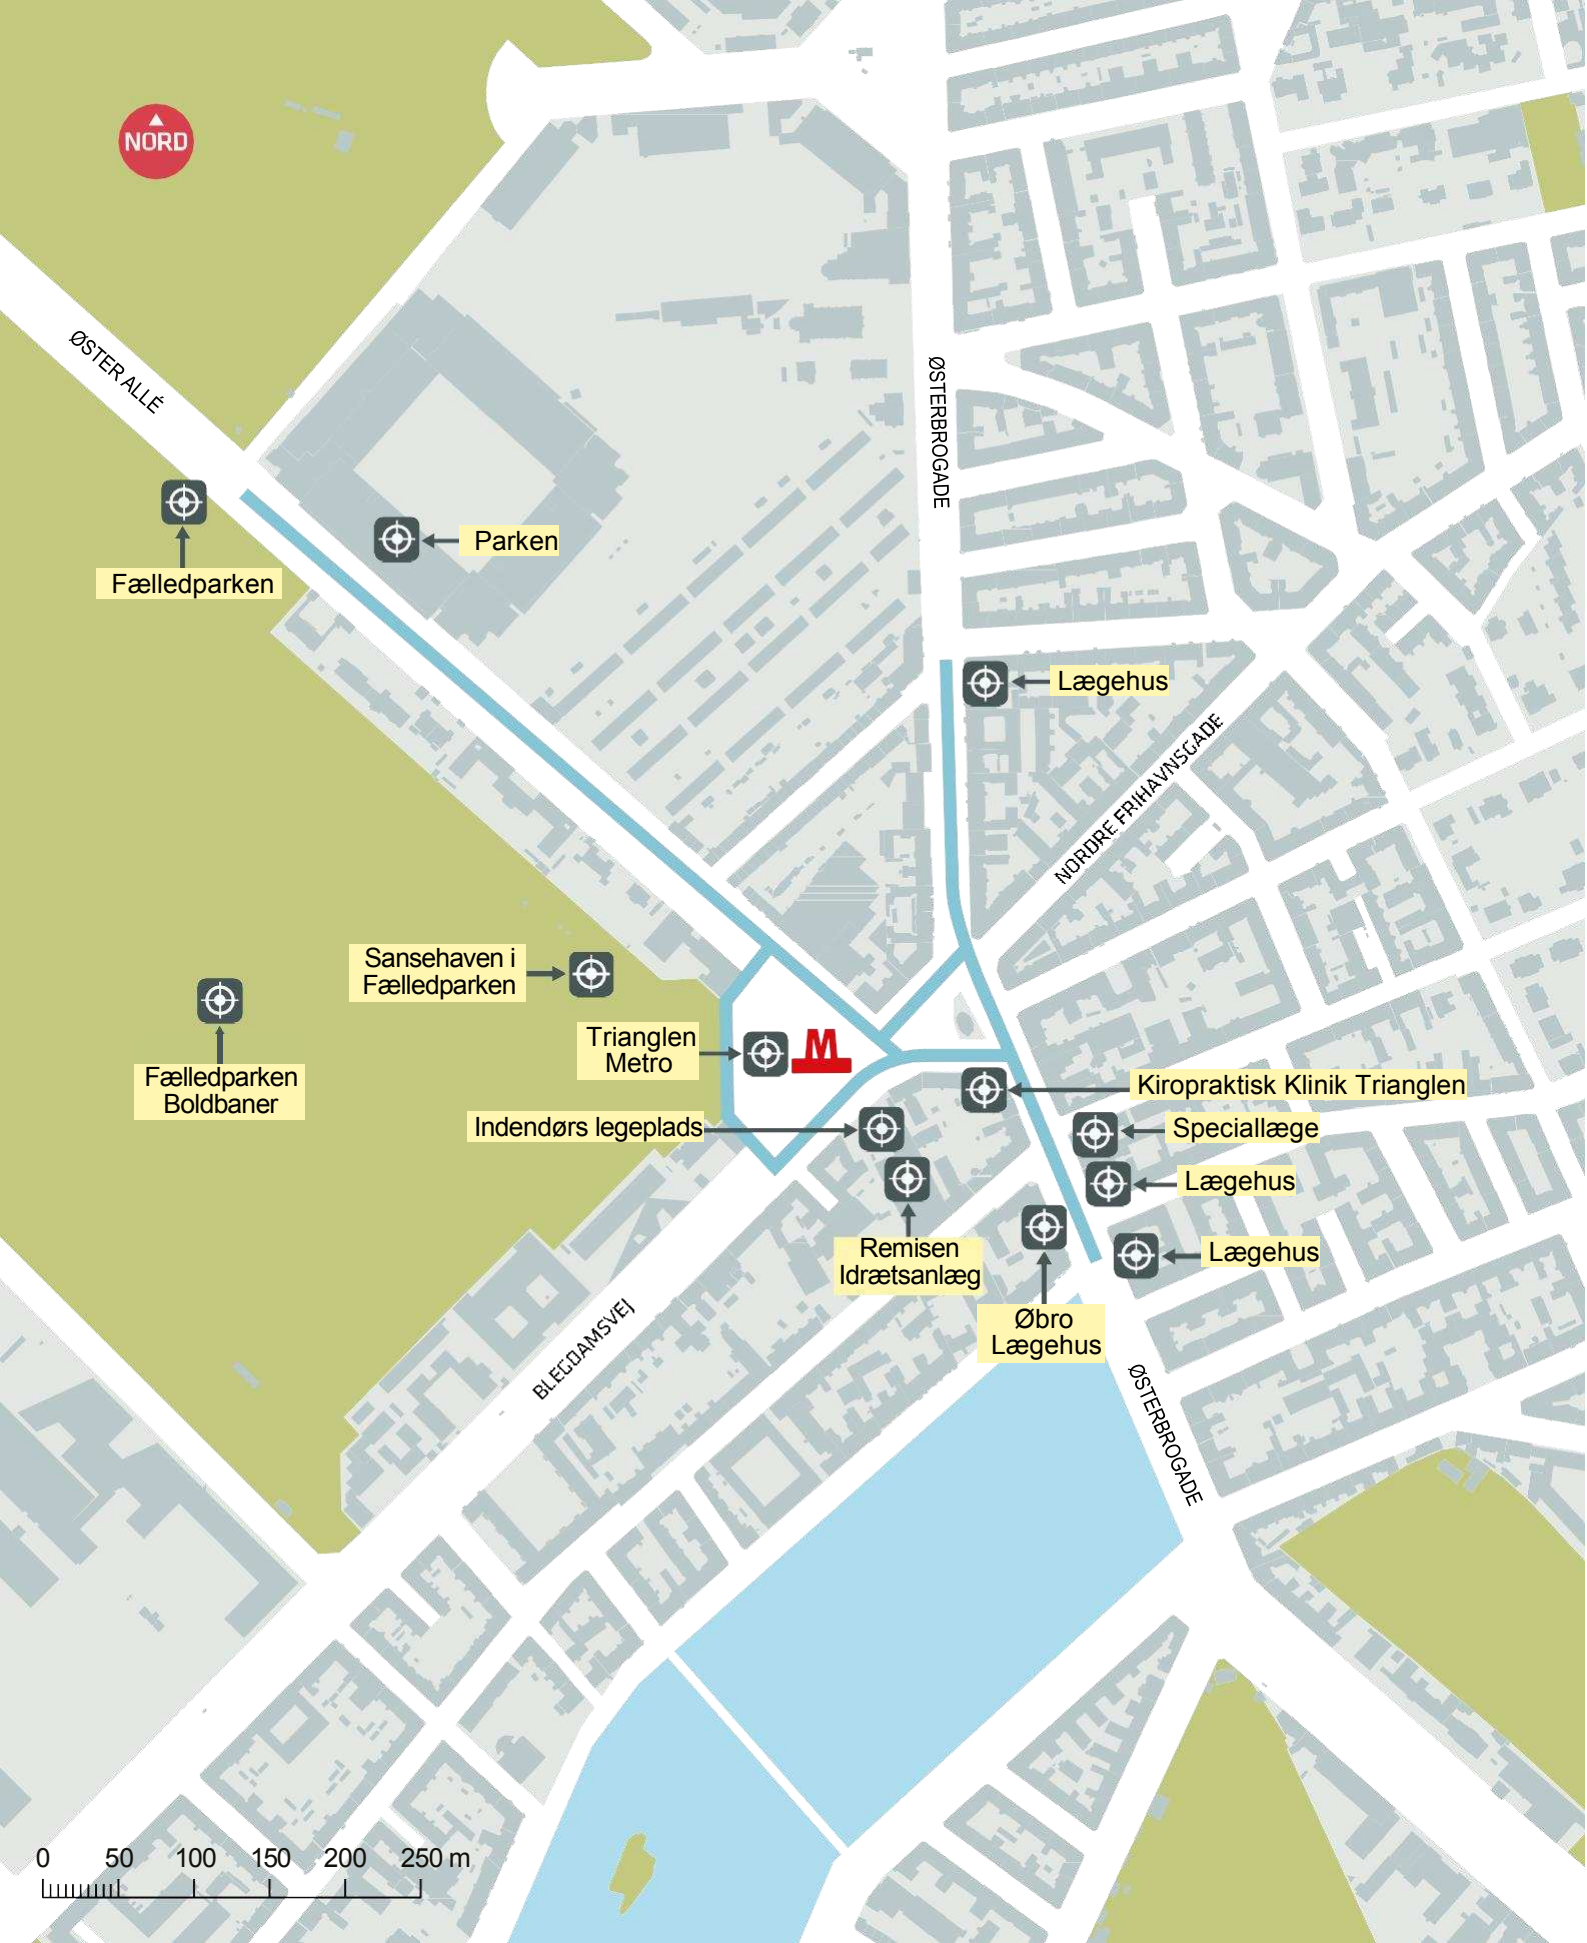 NORD
ØSTER ALLÉ
ØSTERBROGADE
Parken
Fælledparken
Lægehus
NORDRE FRIHAVNSGADE
Sansehaven i
Fælledparken
Trianglen
Metro
M
Fælledparken
Boldbaner
Kiropraktisk Klinik Trianglen
Indendørs legeplads
Speciallæge
Lægehus
Remisen
Idrætsanlæg
Lægehus
Øbro
Lægehus
BLEGDAMSVEJ
ØSTERBROGADE
0 50 100 150 200 250 m